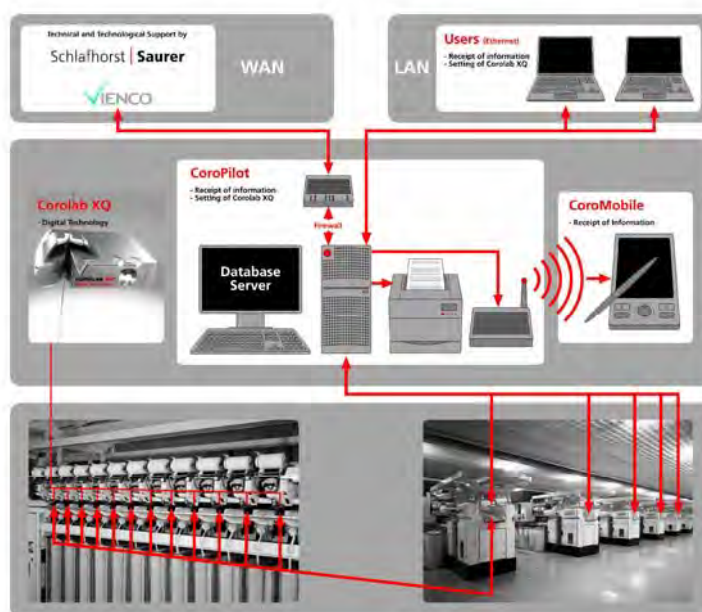 Technical and Technological Support by
Schlafhorst | Saurer
VIENCO
WAN
LAN
Users (Ethernet)
- Receipt of information
- Setting of Corolab XQ
Corolab XQ
- Digital Technology
CoroPilot
- Receipt of information
- Setting of Corolab XQ
Firewall
Database
Server
CoroMobile
- Receipt of Information